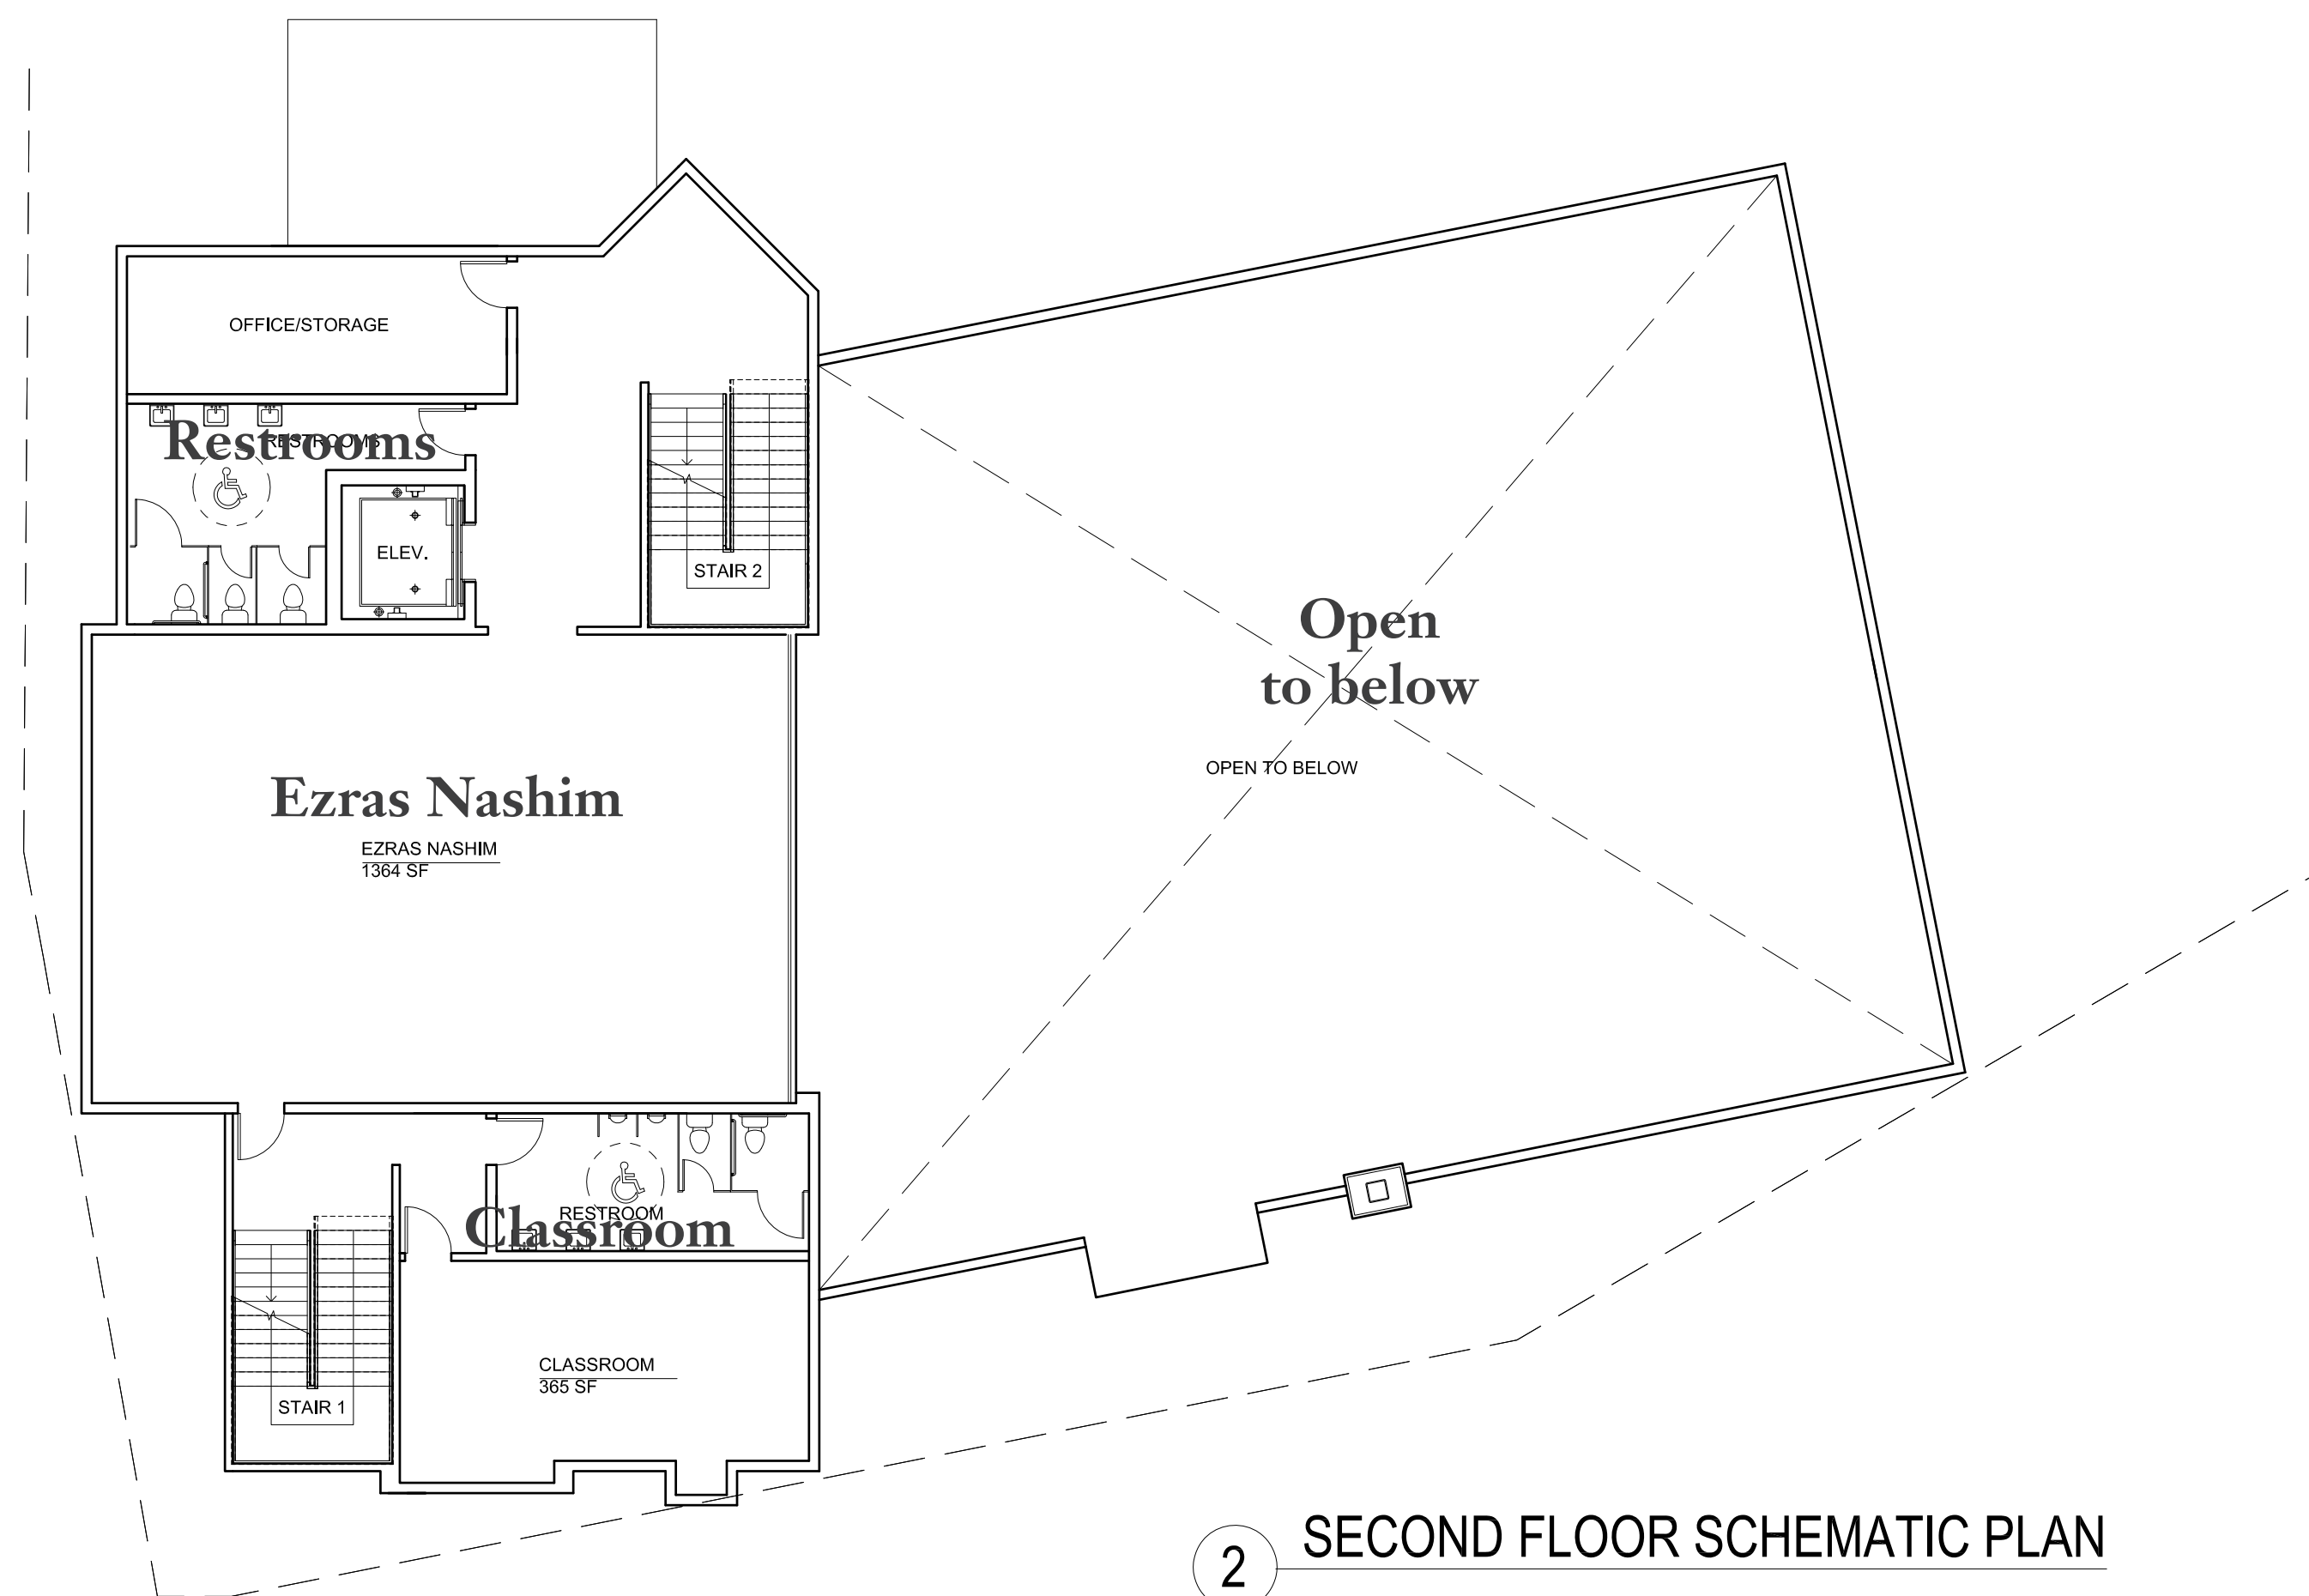 OFFICE/STORAGE
Restrooms
RESTROOMS
ELEV.
STAIR 2
Open
to below
OPEN TO BELOW
Ezras Nashim
EZRAS NASHIM
1364 SF
RESTROOM
Classroom
CLASSROOM
365 SF
STAIR 1
2
SECOND FLOOR SCHEMATIC PLAN